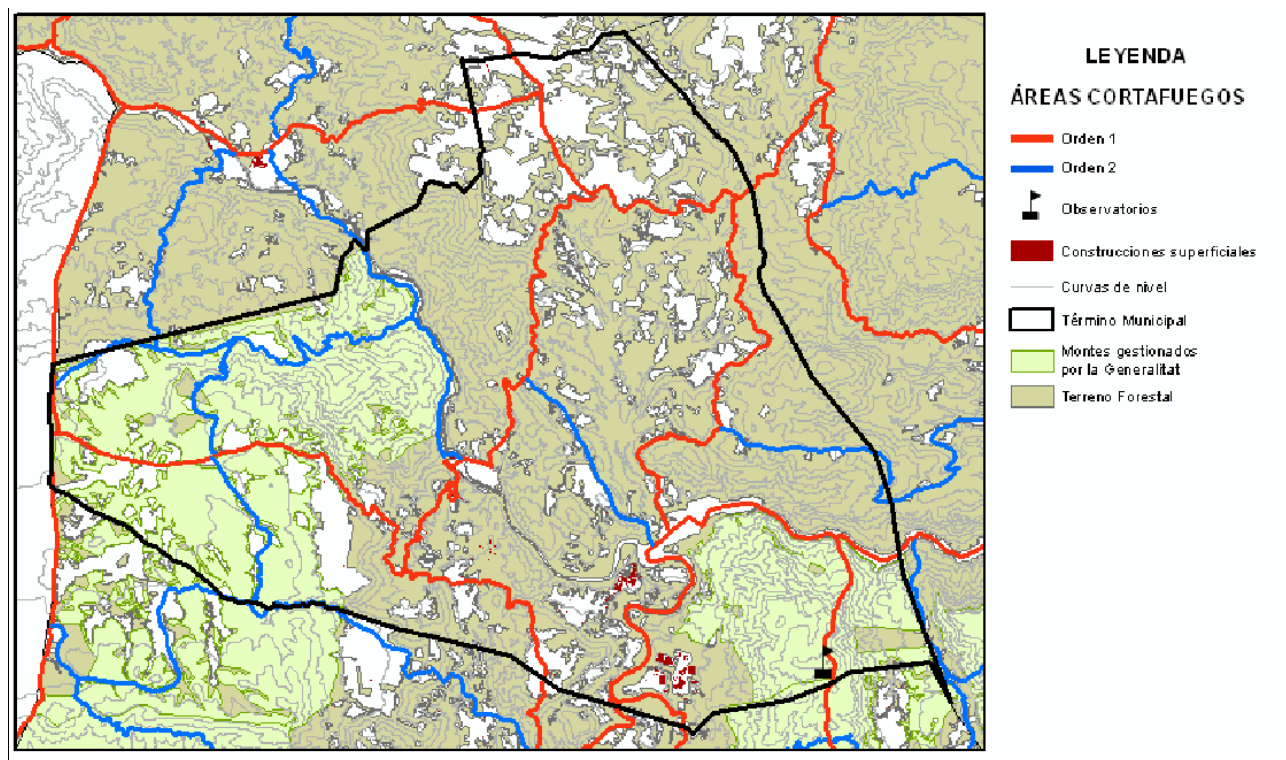 LEYENDA
ÁREAS CORTAFUEGOS
Orden 1
Orden 2
Observatorios
Construcciones superficiales
Curvas de nivel
Término Municipal
Montes gestionados
por la Generalitat
Terreno Forestal